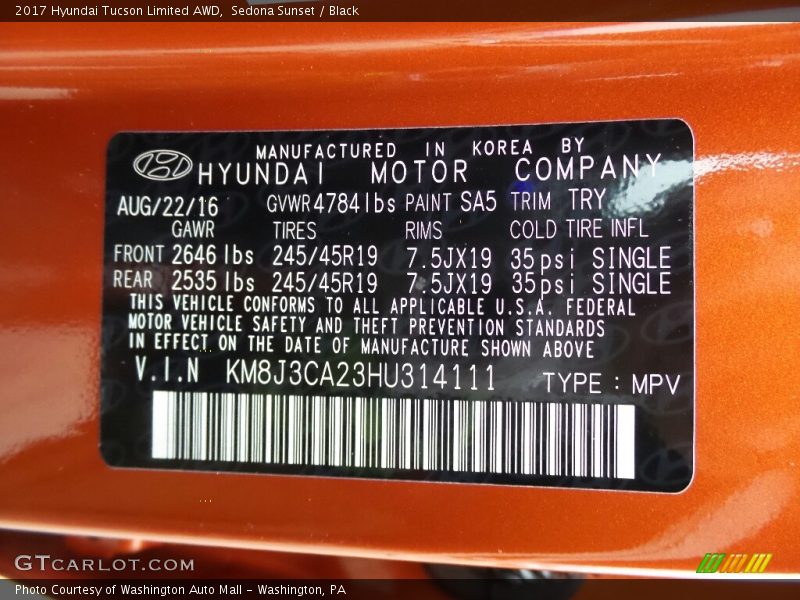 2017 Hyundai Tucson Limited AWD, Sedona Sunset / Black
MANUFACTURED IN KOREA BY
HYUNDAI MOTOR COMPANY
AUG/22/16 GVWR 4784lbs PAINT SA5 TRIM TRY
GAWR TIRES RIMS COLD TIRE INFL
FRONT 2646 lbs 245/45R19 7.5JX19 35psi SINGLE
REAR 2535 lbs 245/45R19 7.5JX19 35psi SINGLE
THIS VEHICLE CONFORMS TO ALL APPLICABLE U.S.A. FEDERAL
MOTOR VEHICLE SAFETY AND THEFT PREVENTION STANDARDS
IN EFFECT ON THE DATE OF MANUFACTURE SHOWN ABOVE
V.I.N KM8J3CA23HU314111 TYPE : MPV
GTCARLOT.COM
Photo Courtesy of Washington Auto Mall - Washington, PA